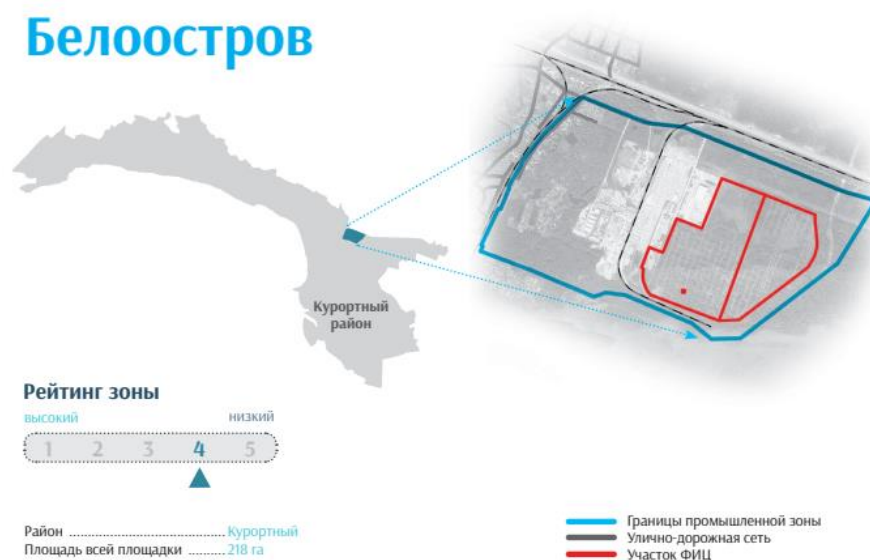 Белоостров
Курортный
район
Рейтинг зоны
высокий низкий
1 2 3 4 5
Район ........................... Курортный
Площадь всей площадки ......... 218 га
Границы промышленной зоны
Улично-дорожная сеть
Участок ФИЦ